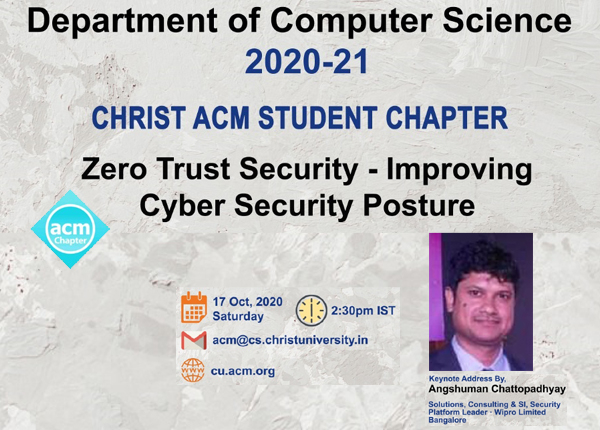 Department of Computer Science
2020-21
CHRIST ACM STUDENT CHAPTER
Zero Trust Security - Improving
Cyber Security Posture
acm
Chapter
17 Oct, 2020
Saturday
2:30pm IST
acm@cs.christuniversity.in
cu.acm.org
Keynote Address By,
Angshuman Chattopadhyay
Solutions, Consulting & SI, Security
Platform Leader - Wipro Limited
Bangalore